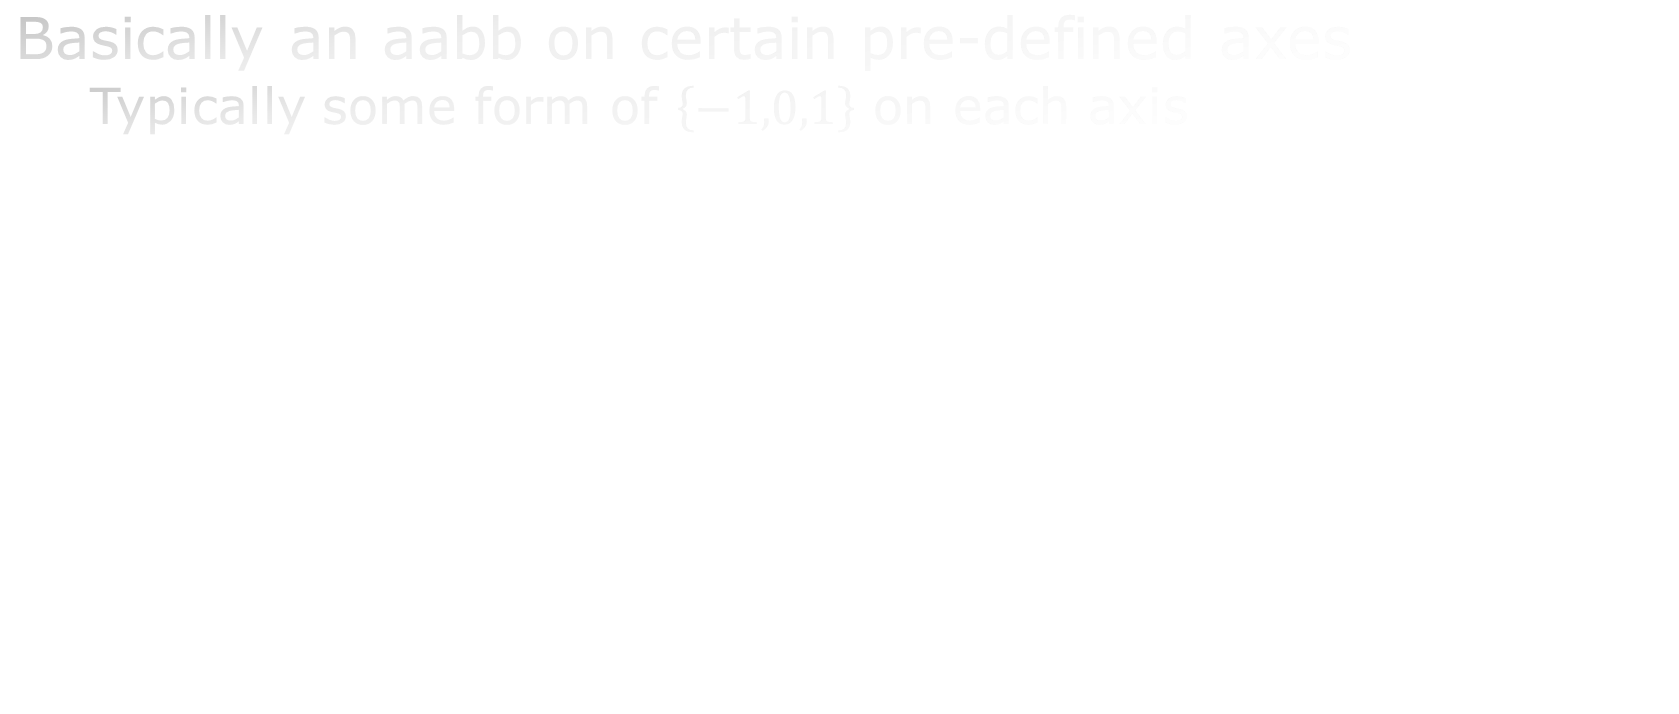 Basically an aabb on certain pre-defined axes
Typically some form of {−1,0,1} on each axis